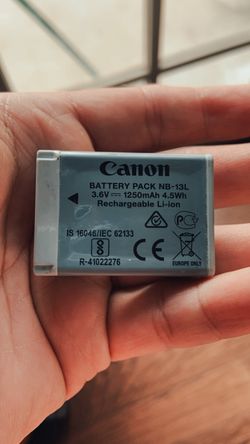 Canon
BATTERY PACK NB-13L
3.6V ⎓ 1250mAh 4.5Wh
Rechargeable Li-ion
IS 16046/IEC 62133
R-41022276
EUROPE ONLY